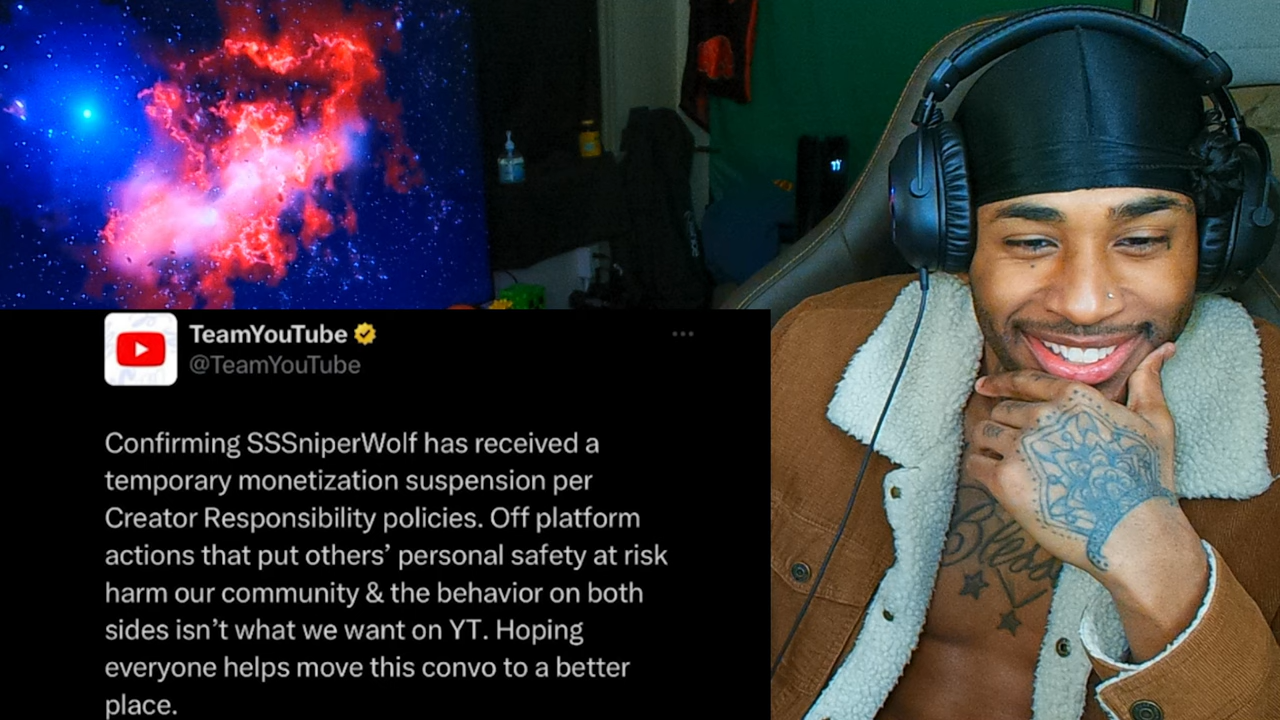 TeamYouTube
@TeamYouTube
Confirming SSSniperWolf has received a
temporary monetization suspension per
Creator Responsibility policies. Off platform
actions that put others’ personal safety at risk
harm our community & the behavior on both
sides isn’t what we want on YT. Hoping
everyone helps move this convo to a better
place.